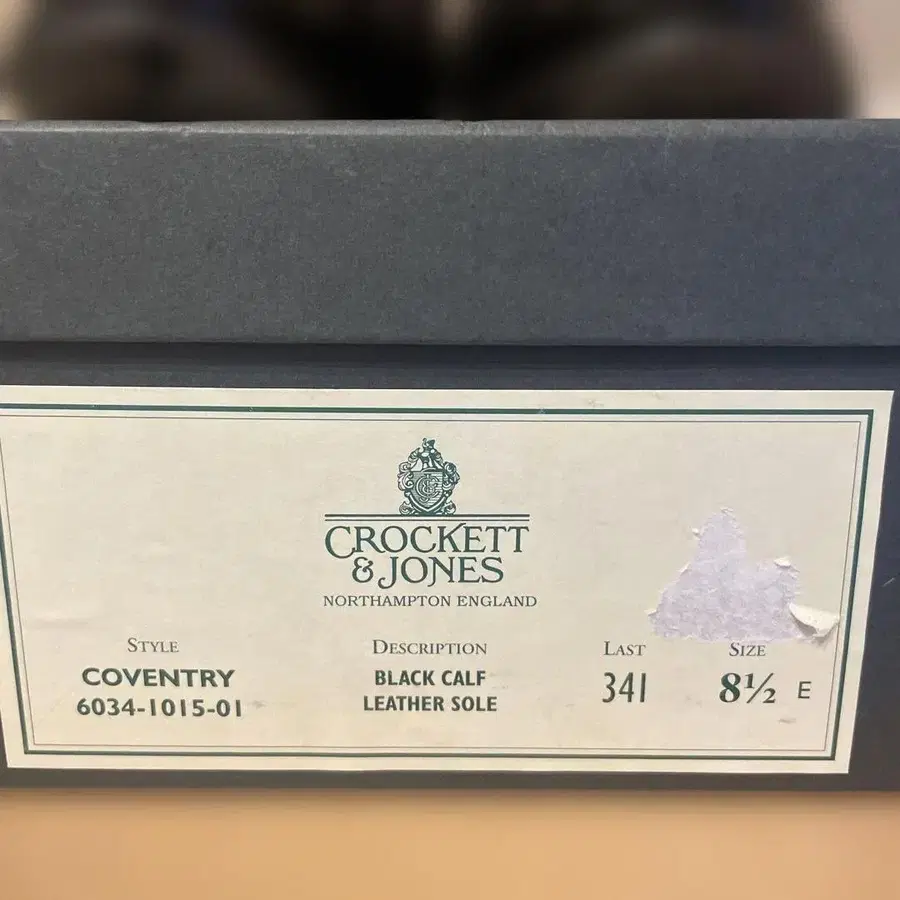 CROCKETT
& JONES
NORTHAMPTON ENGLAND
STYLE
COVENTRY
6034-1015-01
DESCRIPTION
BLACK CALF
LEATHER SOLE
LAST
341
SIZE
8½ E